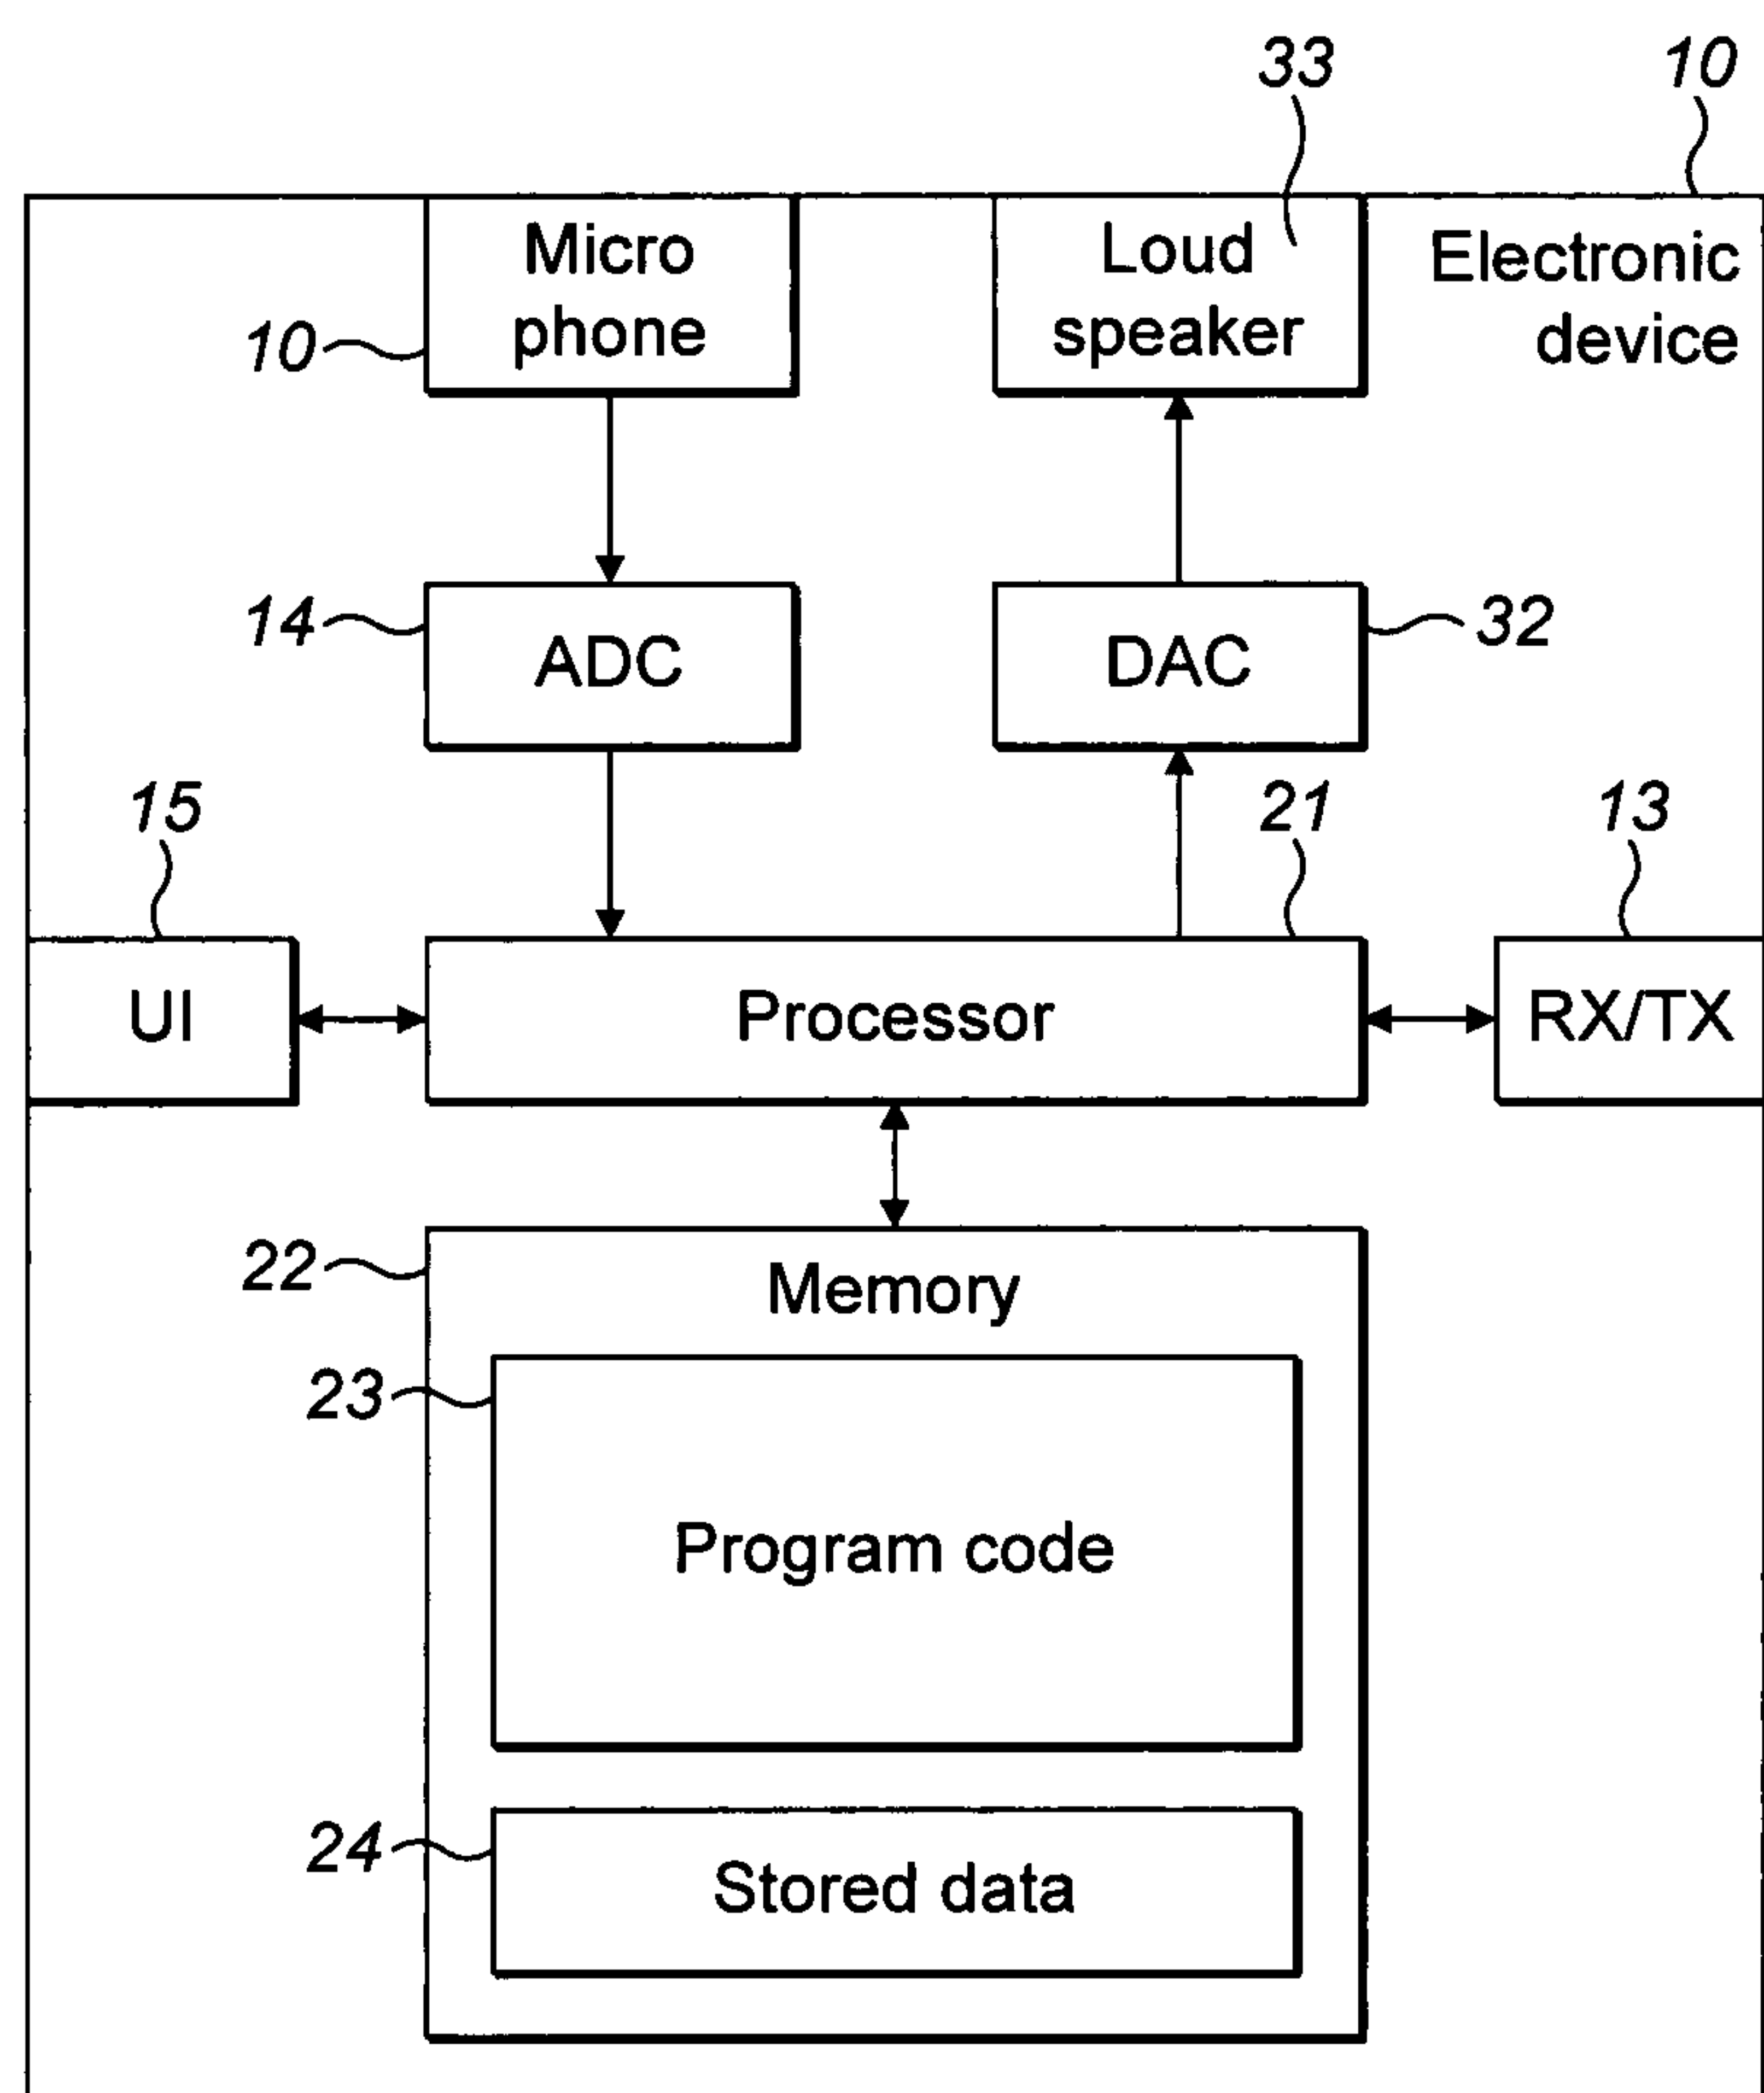 33
10
Micro
phone
Loud
speaker
Electronic
device
10
14
ADC
DAC
32
15
21
13
UI
Processor
RX/TX
22
Memory
23
Program code
24
Stored data